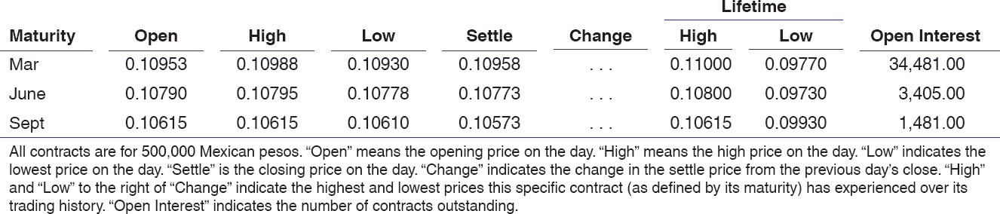 Lifetime
Maturity Open High Low Settle Change High Low Open Interest
Mar 0.10953 0.10988 0.10930 0.10958 . . . 0.11000 0.09770 34,481.00
June 0.10790 0.10795 0.10778 0.10773 . . . 0.10800 0.09730 3,405.00
Sept 0.10615 0.10615 0.10610 0.10573 . . . 0.10615 0.09930 1,481.00
All contracts are for 500,000 Mexican pesos. “Open” means the opening price on the day. “High” means the high price on the day. “Low” indicates the
lowest price on the day. “Settle” is the closing price on the day. “Change” indicates the change in the settle price from the previous day’s close. “High”
and “Low” to the right of “Change” indicate the highest and lowest prices this specific contract (as defined by its maturity) has experienced over its
trading history. “Open Interest” indicates the number of contracts outstanding.